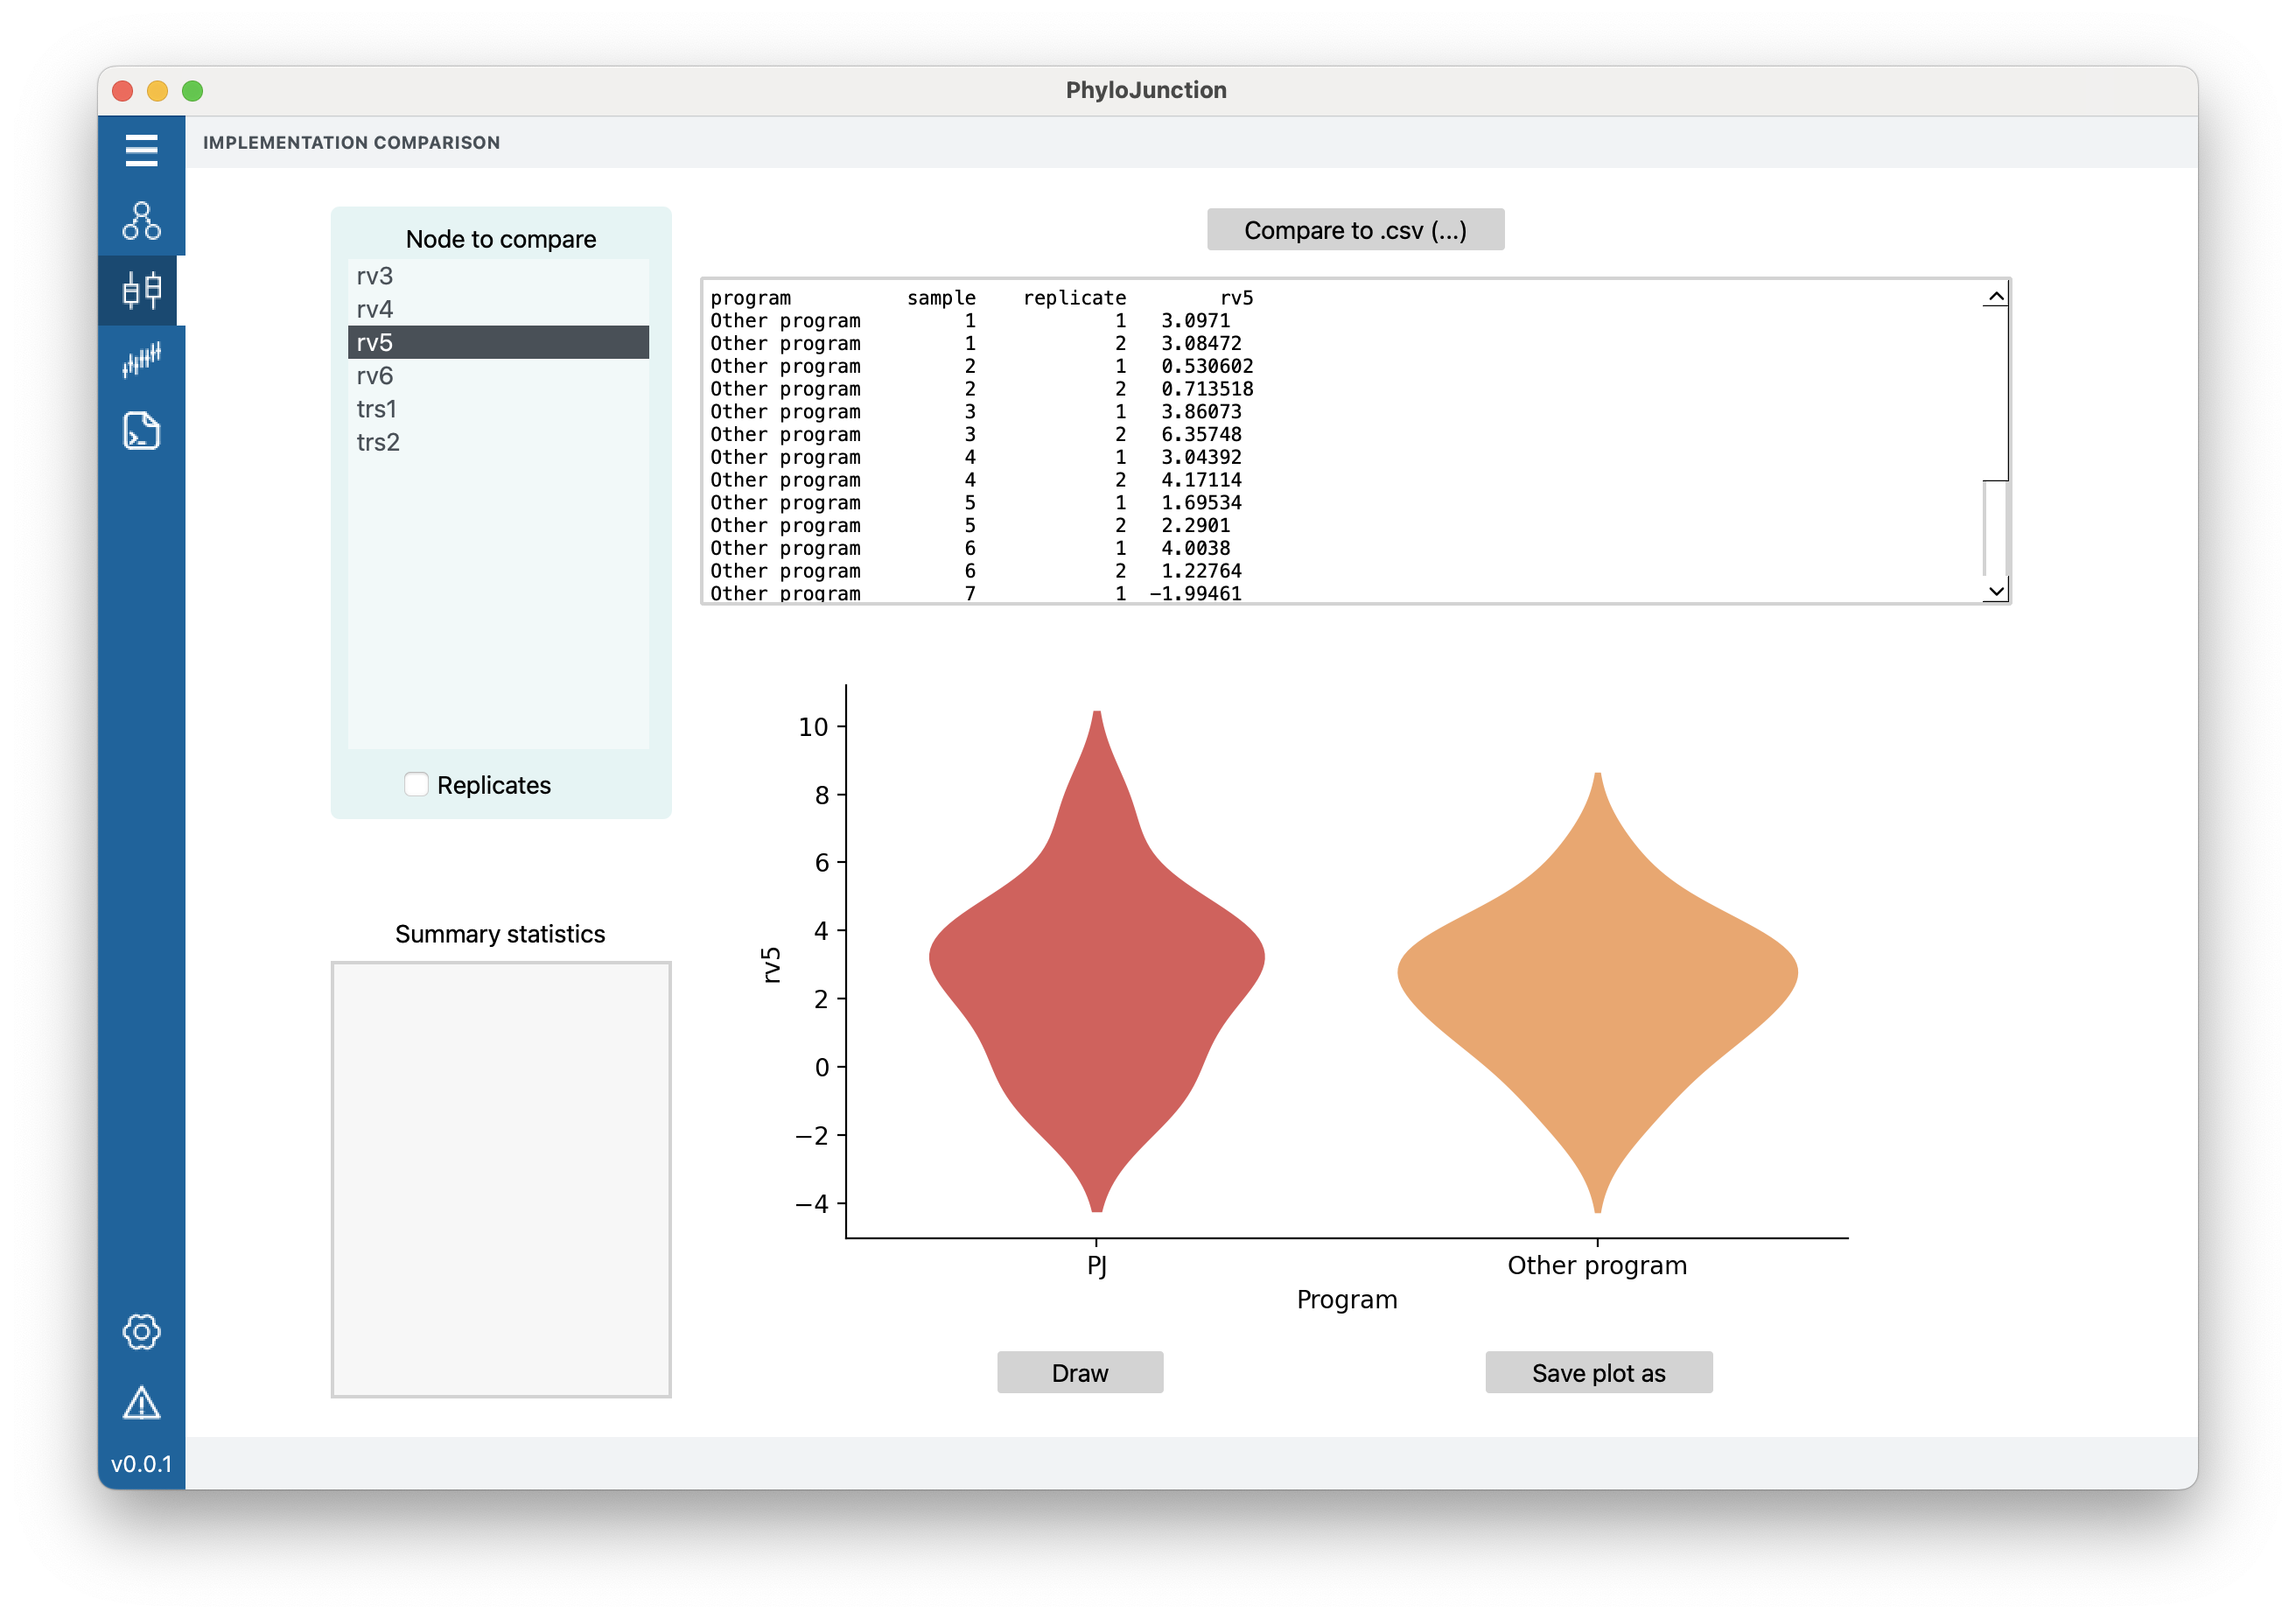 PhyloJunction
IMPLEMENTATION COMPARISON
Node to compare
rv3
rv4
rv5
rv6
trs1
trs2
Replicates
Summary statistics
Compare to .csv (...)
program sample replicate rv5
Other program 1 1 3.0971
Other program 1 2 3.08472
Other program 2 1 0.530602
Other program 2 2 0.713518
Other program 3 1 3.86073
Other program 3 2 6.35748
Other program 4 1 3.04392
Other program 4 2 4.17114
Other program 5 1 1.69534
Other program 5 2 2.2901
Other program 6 1 4.0038
Other program 6 2 1.22764
Other program 7 1 −1.99461
10
8
6
4
2
0
−2
−4
rv5
PJ Other program
Program
Draw Save plot as
v0.0.1